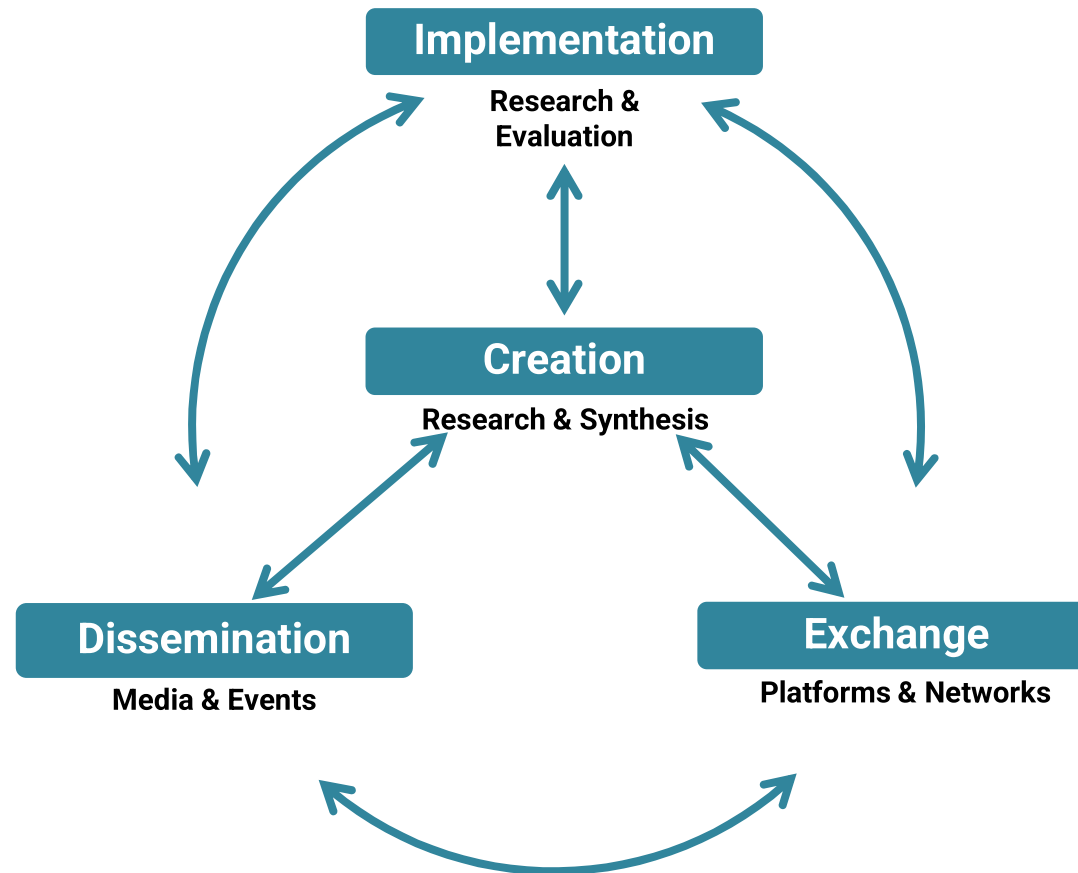 Implementation
Research &
Evaluation
Creation
Research & Synthesis
Dissemination
Media & Events
Exchange
Platforms & Networks